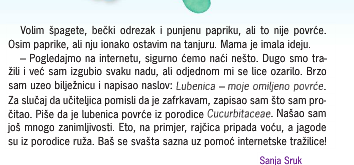 Volim špagete, bečki odrezak i punjenu papriku, ali to nije povrće.
Osim paprike, ali nju ionako ostavim na tanjuru. Mama je imala ideju.
– Pogledajmo na internetu, sigurno ćemo naći nešto. Dugo smo tra-
žili i već sam izgubio svaku nadu, ali odjednom mi se lice ozarilo. Brzo
sam uzeo bilježnicu i napisao naslov: Lubenica – moje omiljeno povrće.
Za slučaj da učiteljica pomisli da je zafrkavam, zapisao sam što sam pro-
čitao. Piše da je lubenica povrće iz porodice Cucurbitaceae. Našao sam
još mnogo zanimljivosti. Eto, na primjer, rajčica pripada voću, a jagode
su iz porodice ruža. Baš se svašta sazna uz pomoć internetske tražilice!
Sanja Sruk